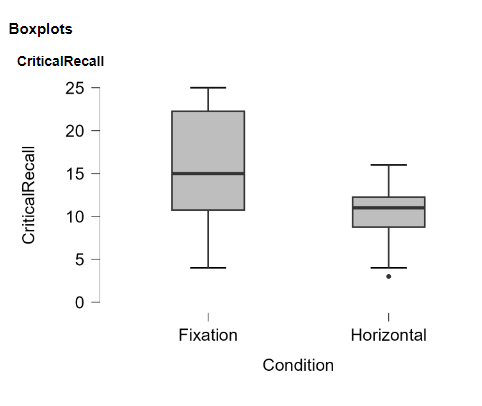 Boxplots
CriticalRecall
25
20
15
10
5
0
CriticalRecall
Fixation
Horizontal
Condition